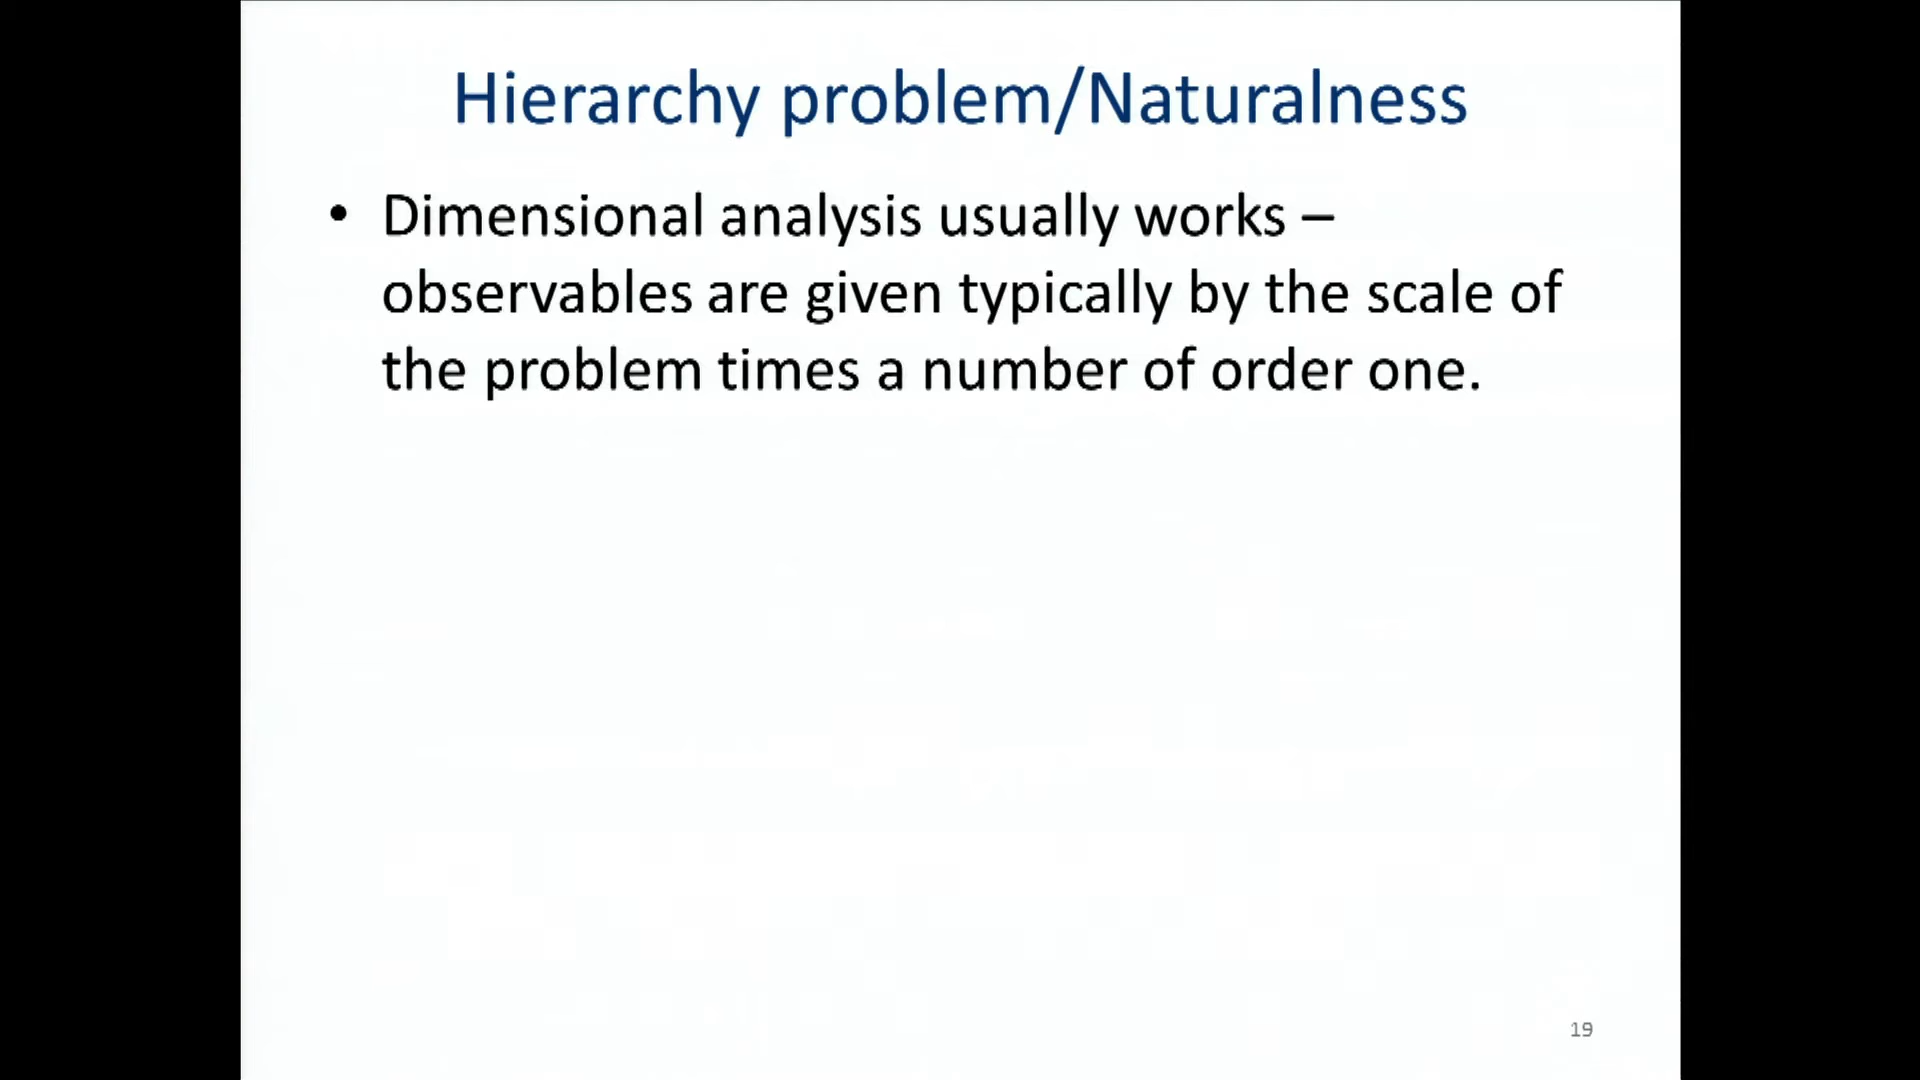 Hierarchy problem/Naturalness
• Dimensional analysis usually works –
observables are given typically by the scale of
the problem times a number of order one.
19